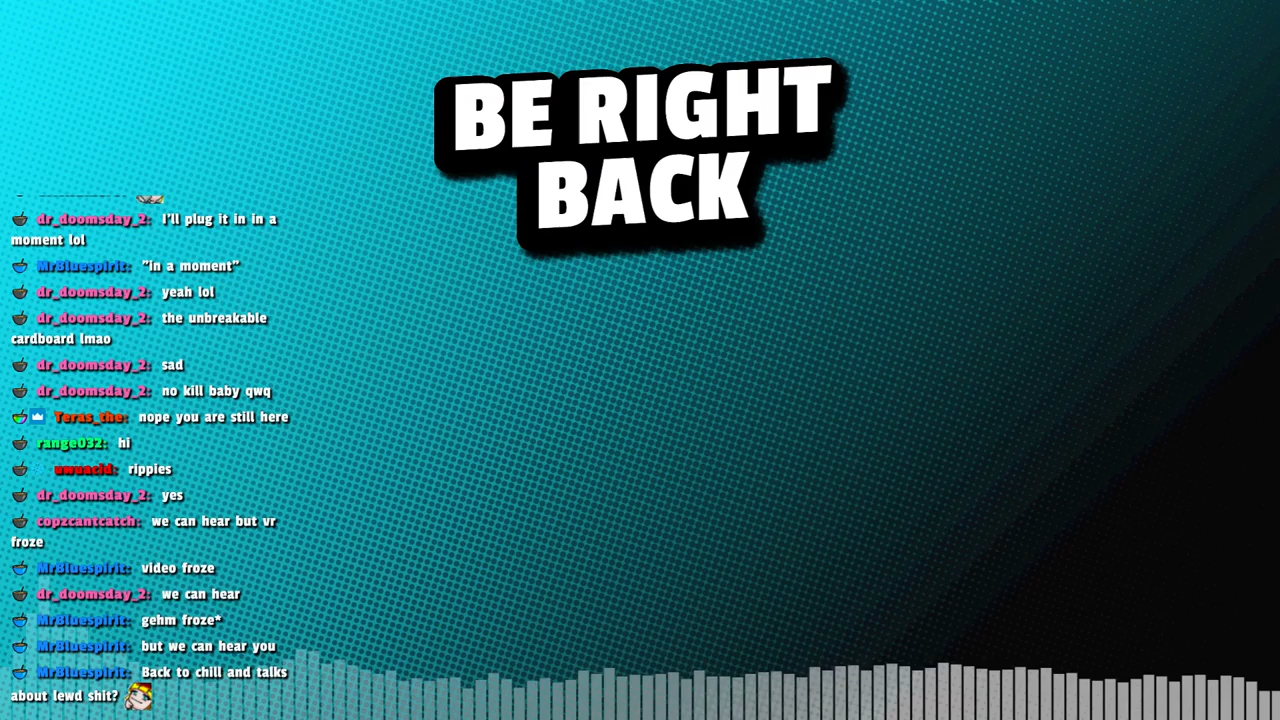 BE RIGHT
BACK
dr_doomsday_2: I'll plug it in in a
moment lol
MrBluespirit: "in a moment"
dr_doomsday_2: yeah lol
dr_doomsday_2: the unbreakable
cardboard lmao
dr_doomsday_2: sad
dr_doomsday_2: no kill baby qwq
Teras_the: nope you are still here
range032: hi
uwuacid: rippies
dr_doomsday_2: yes
copzcantcatch: we can hear but vr
froze
MrBluespirit: video froze
dr_doomsday_2: we can hear
MrBluespirit: gehm froze*
MrBluespirit: but we can hear you
MrBluespirit: Back to chill and talks
about lewd shit?